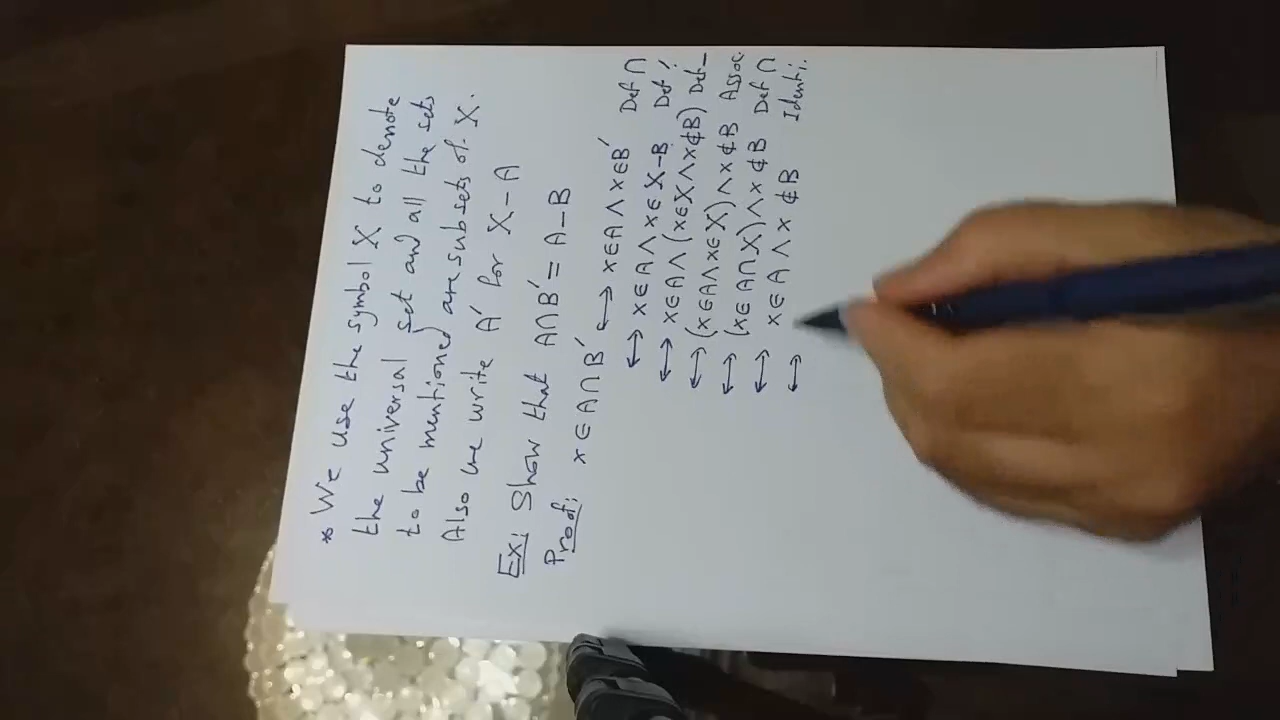 * We use the symbol X to denote
the universal set and all the sets
to be mentioned are subsets of X.
Also we write A′ for X − A
Ex: Show that A∩B′ = A − B
Proof: x∈A∩B′ ↔ x∈A ∧ x∈B′ Def ∩
↔ x∈A ∧ x∈X−B Def ′
↔ x∈A ∧ (x∈X ∧ x∉B) Def −
↔ (x∈A ∧ x∈X) ∧ x∉B Assoc.
↔ (x∈A∩X) ∧ x∉B Def ∩
↔ x∈A ∧ x∉B Identi.
↔